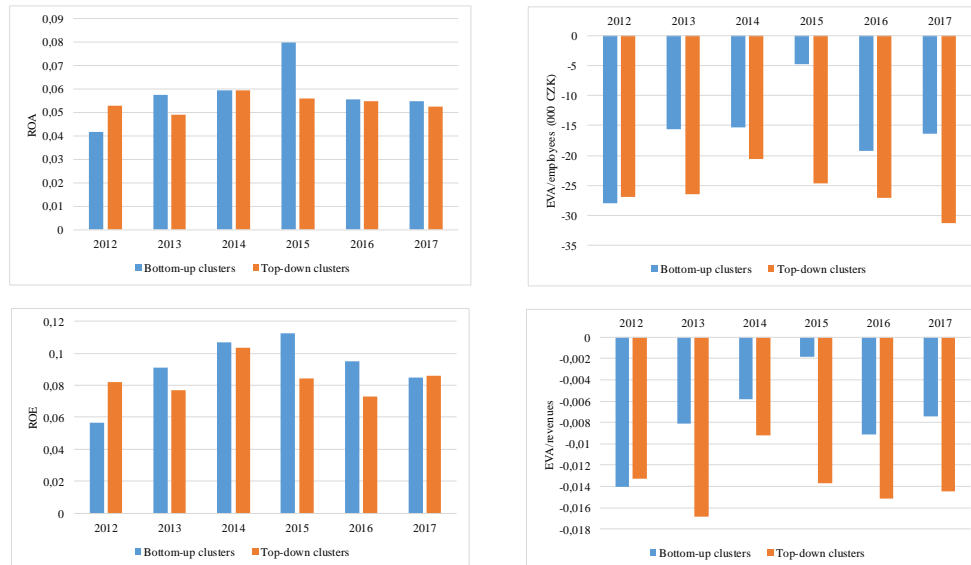 0,09
0,08
0,07
0,06
0,05
0,04
0,03
0,02
0,01
0
ROA
2012 2013 2014 2015 2016 2017
Bottom-up clusters Top-down clusters
2012 2013 2014 2015 2016 2017
0
-5
-10
-15
-20
-25
-30
-35
EVA/employees (000 CZK)
Bottom-up clusters Top-down clusters
0,12
0,1
0,08
0,06
0,04
0,02
0
ROE
2012 2013 2014 2015 2016 2017
Bottom-up clusters Top-down clusters
2012 2013 2014 2015 2016 2017
0
-0,002
-0,004
-0,006
-0,008
-0,01
-0,012
-0,014
-0,016
-0,018
EVA/revenues
Bottom-up clusters Top-down clusters